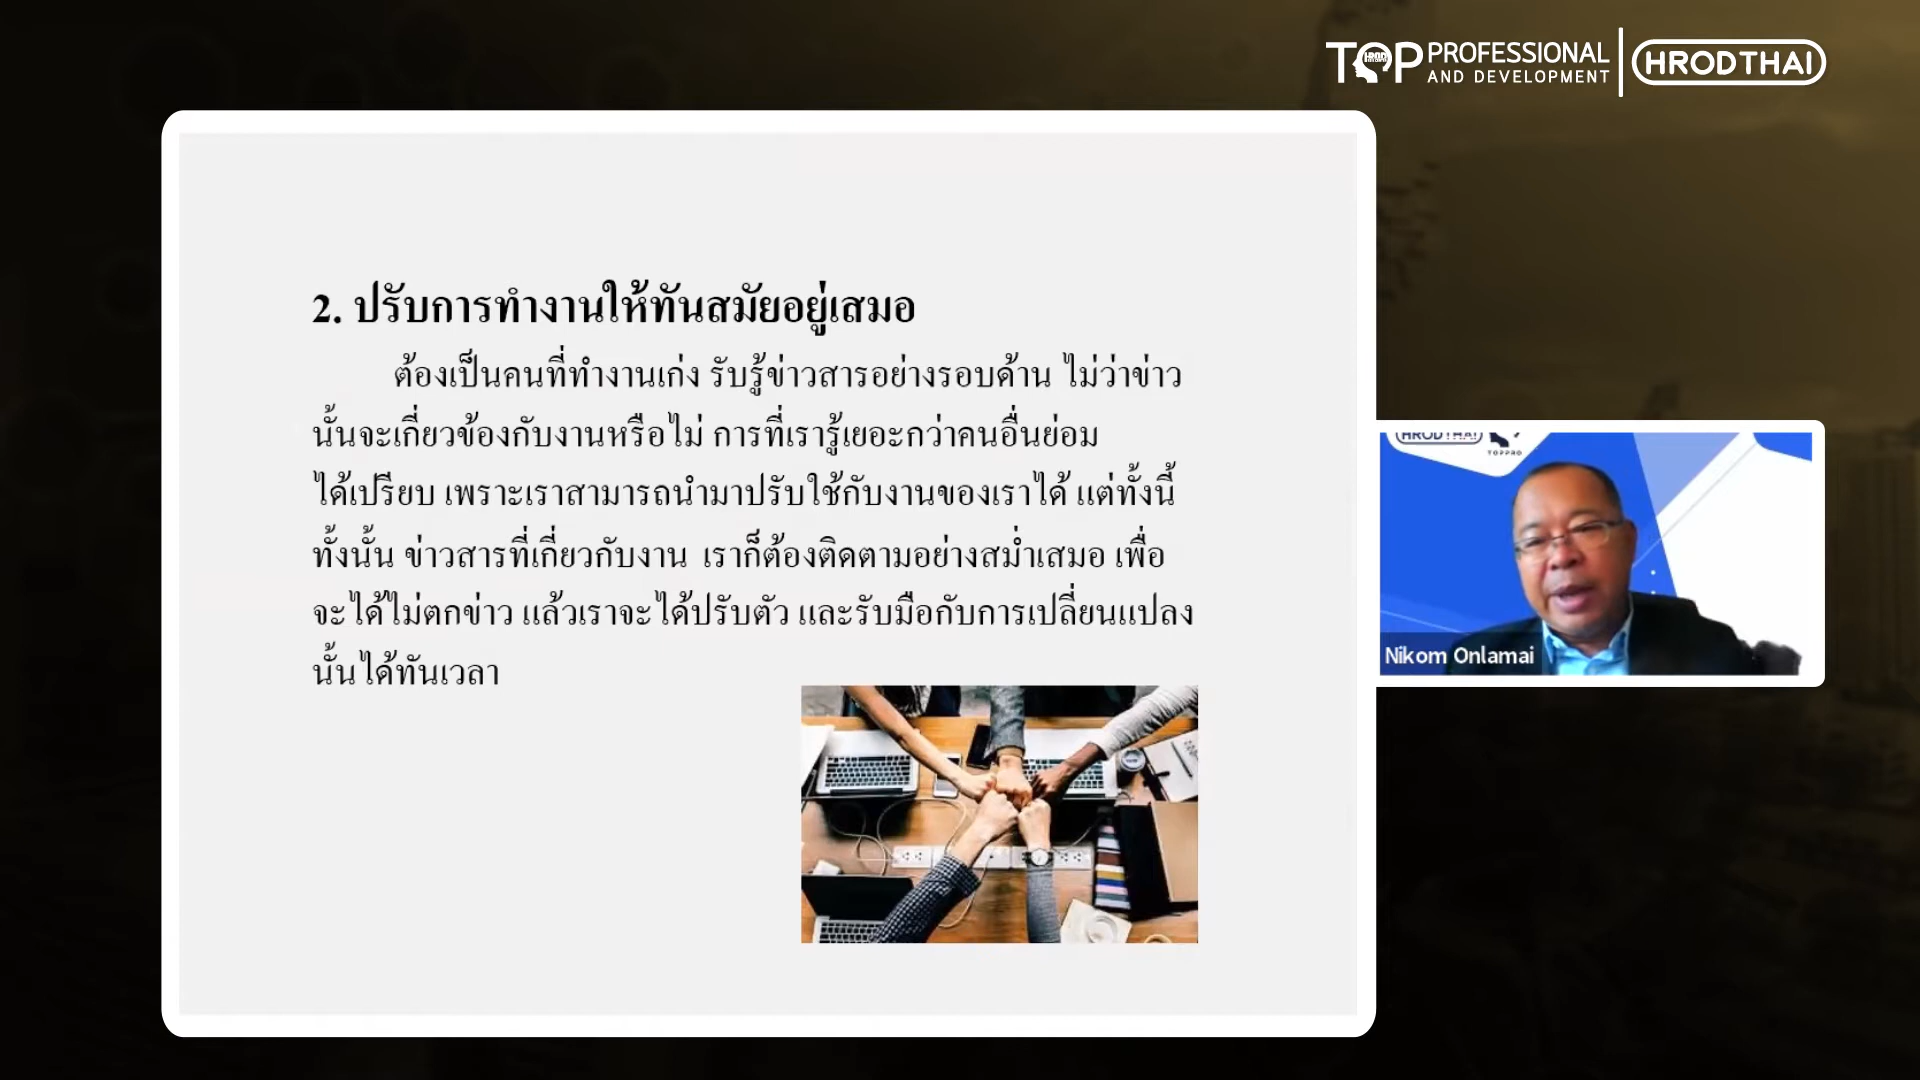 TOP PROFESSIONAL AND DEVELOPMENT
HRODTHAI
2. ปรับการทำงานให้ทันสมัยอยู่เสมอ
ต้องเป็นคนที่ทำงานเก่ง รับรู้ข่าวสารอย่างรอบด้าน ไม่ว่าข่าว
นั้นจะเกี่ยวข้องกับงานหรือไม่ การที่เรารู้เยอะกว่าคนอื่นย่อม
ได้เปรียบ เพราะเราสามารถนำมาปรับใช้กับงานของเราได้ แต่ทั้งนี้
ทั้งนั้น ข่าวสารที่เกี่ยวกับงาน เราก็ต้องติดตามอย่างสม่ำเสมอ เพื่อ
จะได้ไม่ตกข่าว แล้วเราจะได้ปรับตัว และรับมือกับการเปลี่ยนแปลง
นั้นได้ทันเวลา
HRODTHAI
TOPPRO
Nikom Onlamai